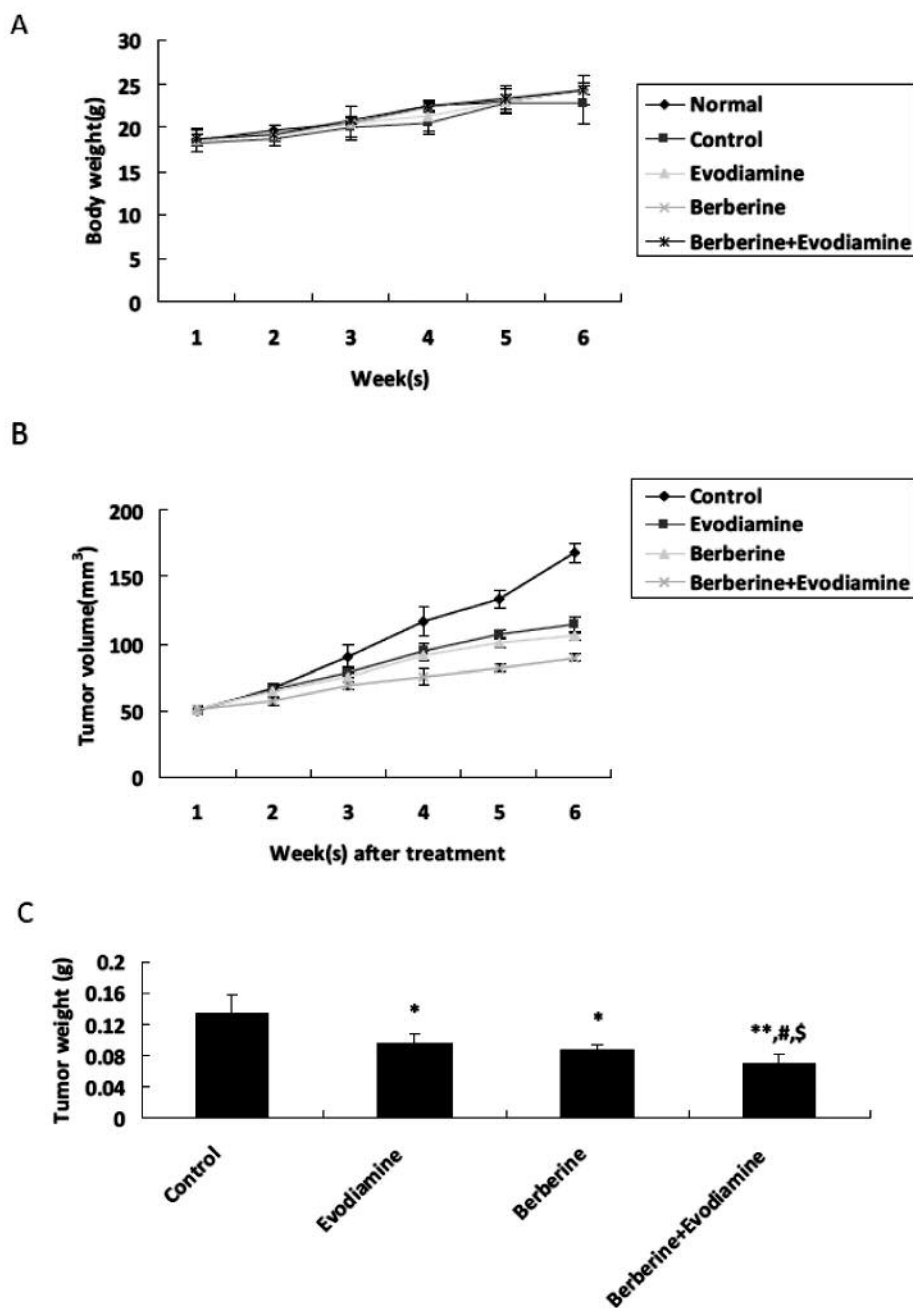 A
30
25
20
15
10
5
0
Body weight(g)
1 2 3 4 5 6
Week(s)
Normal
Control
Evodiamine
Berberine
Berberine+Evodiamine
B
200
150
100
50
0
Tumor volume(mm³)
1 2 3 4 5 6
Week(s) after treatment
Control
Evodiamine
Berberine
Berberine+Evodiamine
C
0.2
0.16
0.12
0.08
0.04
0
Tumor weight (g)
*
*
**,#,$
Control
Evodiamine
Berberine
Berberine+Evodiamine